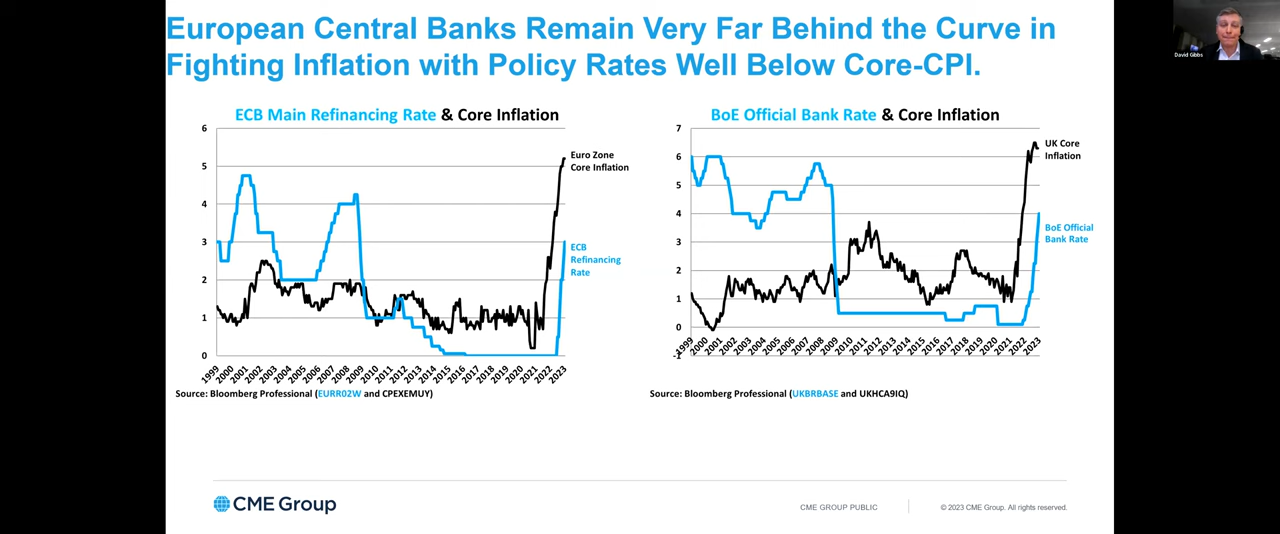 European Central Banks Remain Very Far Behind the Curve in
Fighting Inflation with Policy Rates Well Below Core-CPI.
David Gibbs
ECB Main Refinancing Rate & Core Inflation
6
5
4
3
2
1
0
Euro Zone
Core Inflation
ECB
Refinancing
Rate
1999 2000 2001 2002 2003 2004 2005 2006 2007 2008 2009 2010 2011 2012 2013 2014 2015 2016 2017 2018 2019 2020 2021 2022 2023
Source: Bloomberg Professional (EURR02W and CPEXEMUY)
BoE Official Bank Rate & Core Inflation
7
6
5
4
3
2
1
0
-1
UK Core
Inflation
BoE Official
Bank Rate
1999 2000 2001 2002 2003 2004 2005 2006 2007 2008 2009 2010 2011 2012 2013 2014 2015 2016 2017 2018 2019 2020 2021 2022 2023
Source: Bloomberg Professional (UKBRBASE and UKHCA9IQ)
CME Group
CME GROUP PUBLIC
© 2023 CME Group. All rights reserved.